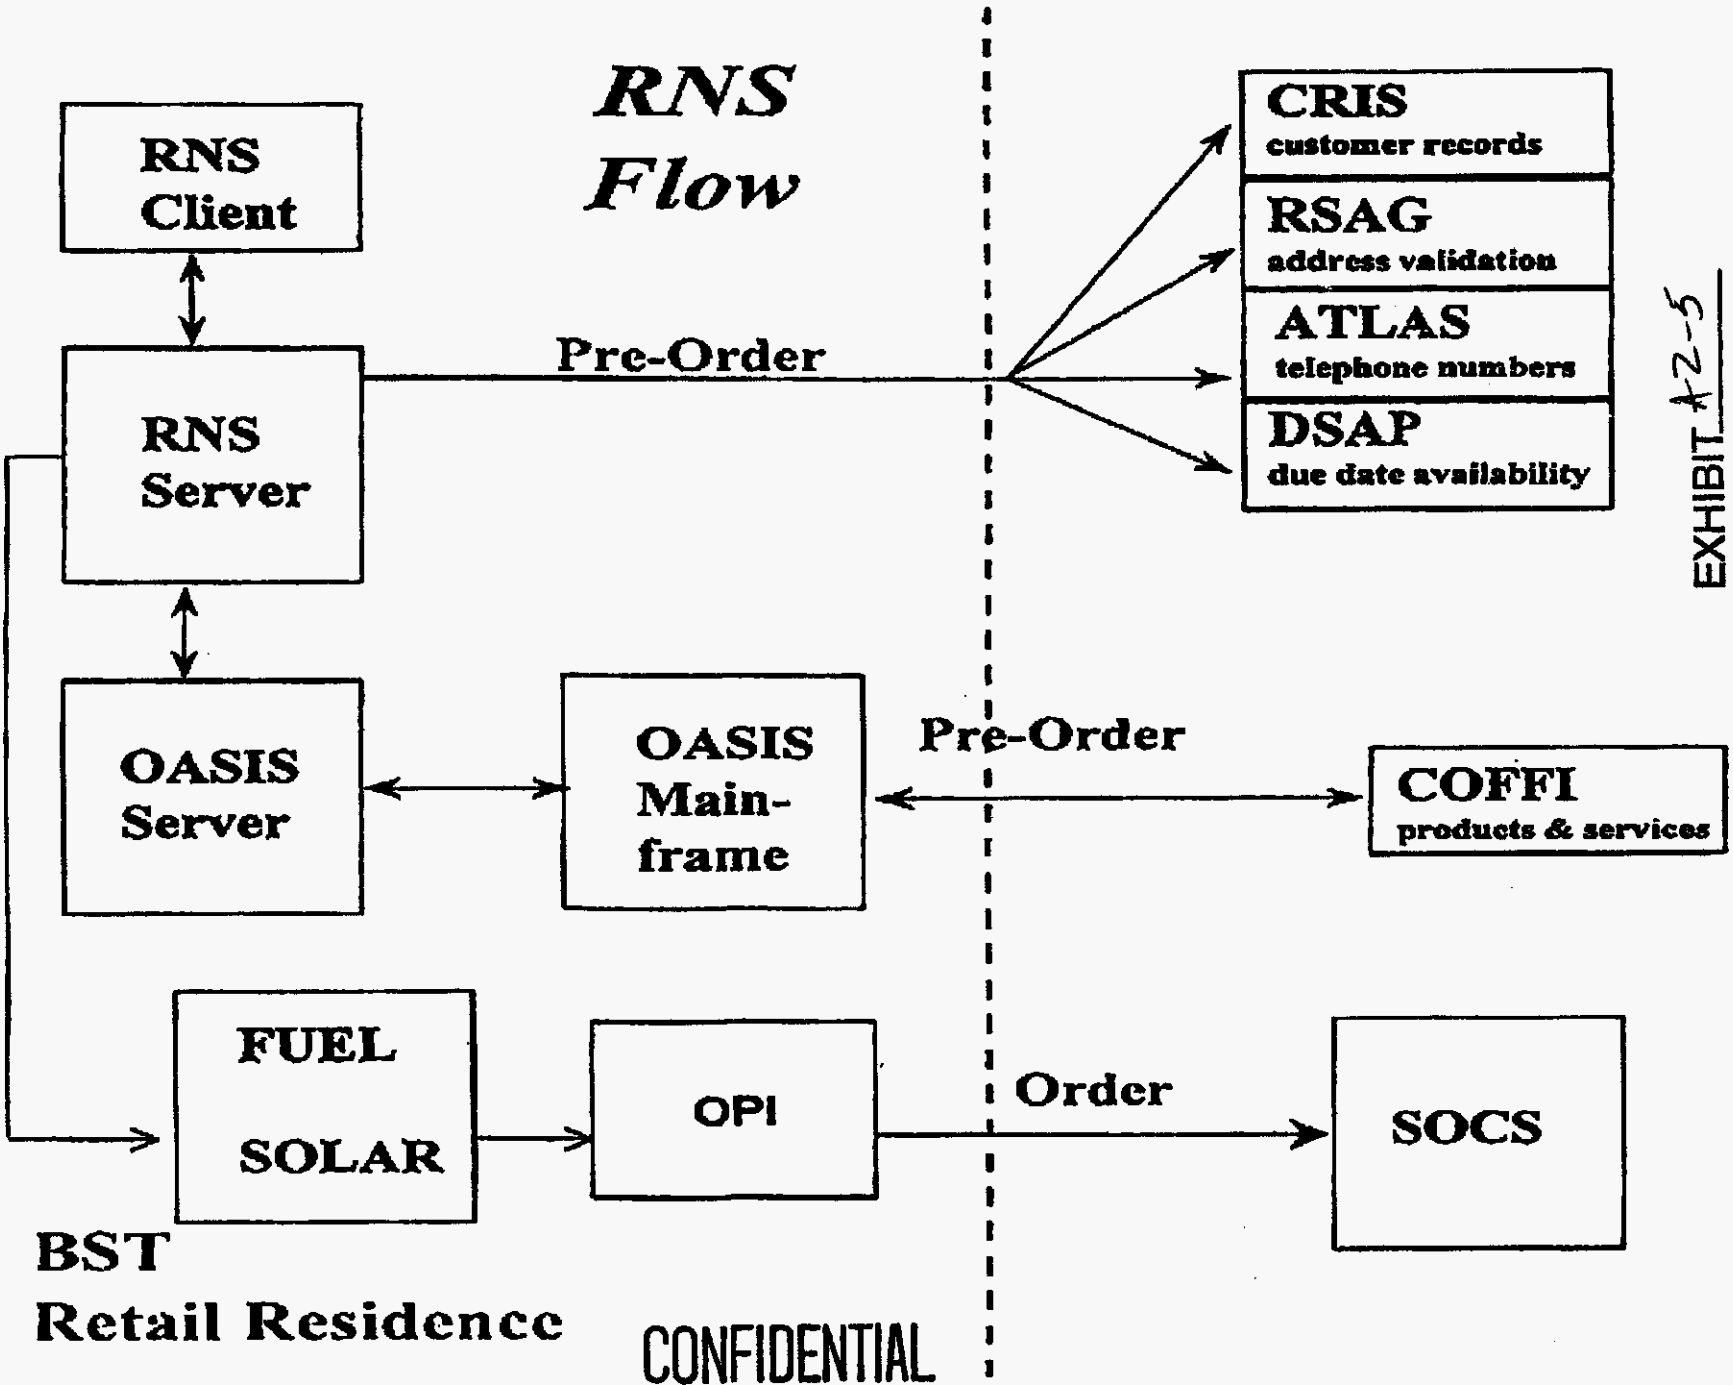 RNS
Flow
RNS
Client
CRIS
customer records
RSAG
address validation
ATLAS
telephone numbers
DSAP
due date availability
EXHIBIT A2-5
Pre-Order
RNS
Server
OASIS
Server
OASIS
Main-
frame
Pre-Order
COFFI
products & services
FUEL
SOLAR
OPI
Order
SOCS
BST
Retail Residence
CONFIDENTIAL